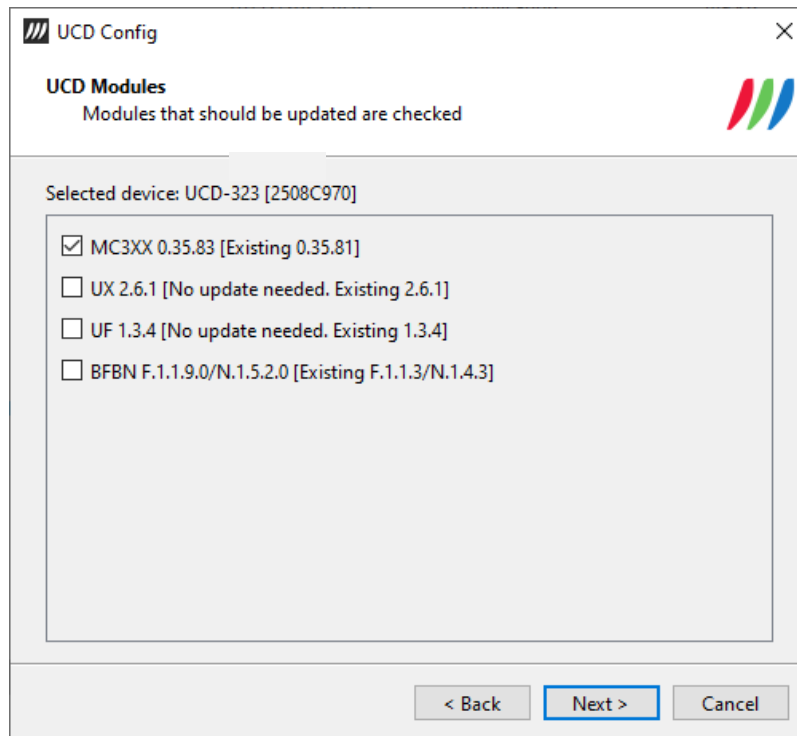 UCD Config
UCD Modules
Modules that should be updated are checked
Selected device: UCD-323 [2508C970]
MC3XX 0.35.83 [Existing 0.35.81]
UX 2.6.1 [No update needed. Existing 2.6.1]
UF 1.3.4 [No update needed. Existing 1.3.4]
BFBN F.1.1.9.0/N.1.5.2.0 [Existing F.1.1.3/N.1.4.3]
< Back Next > Cancel